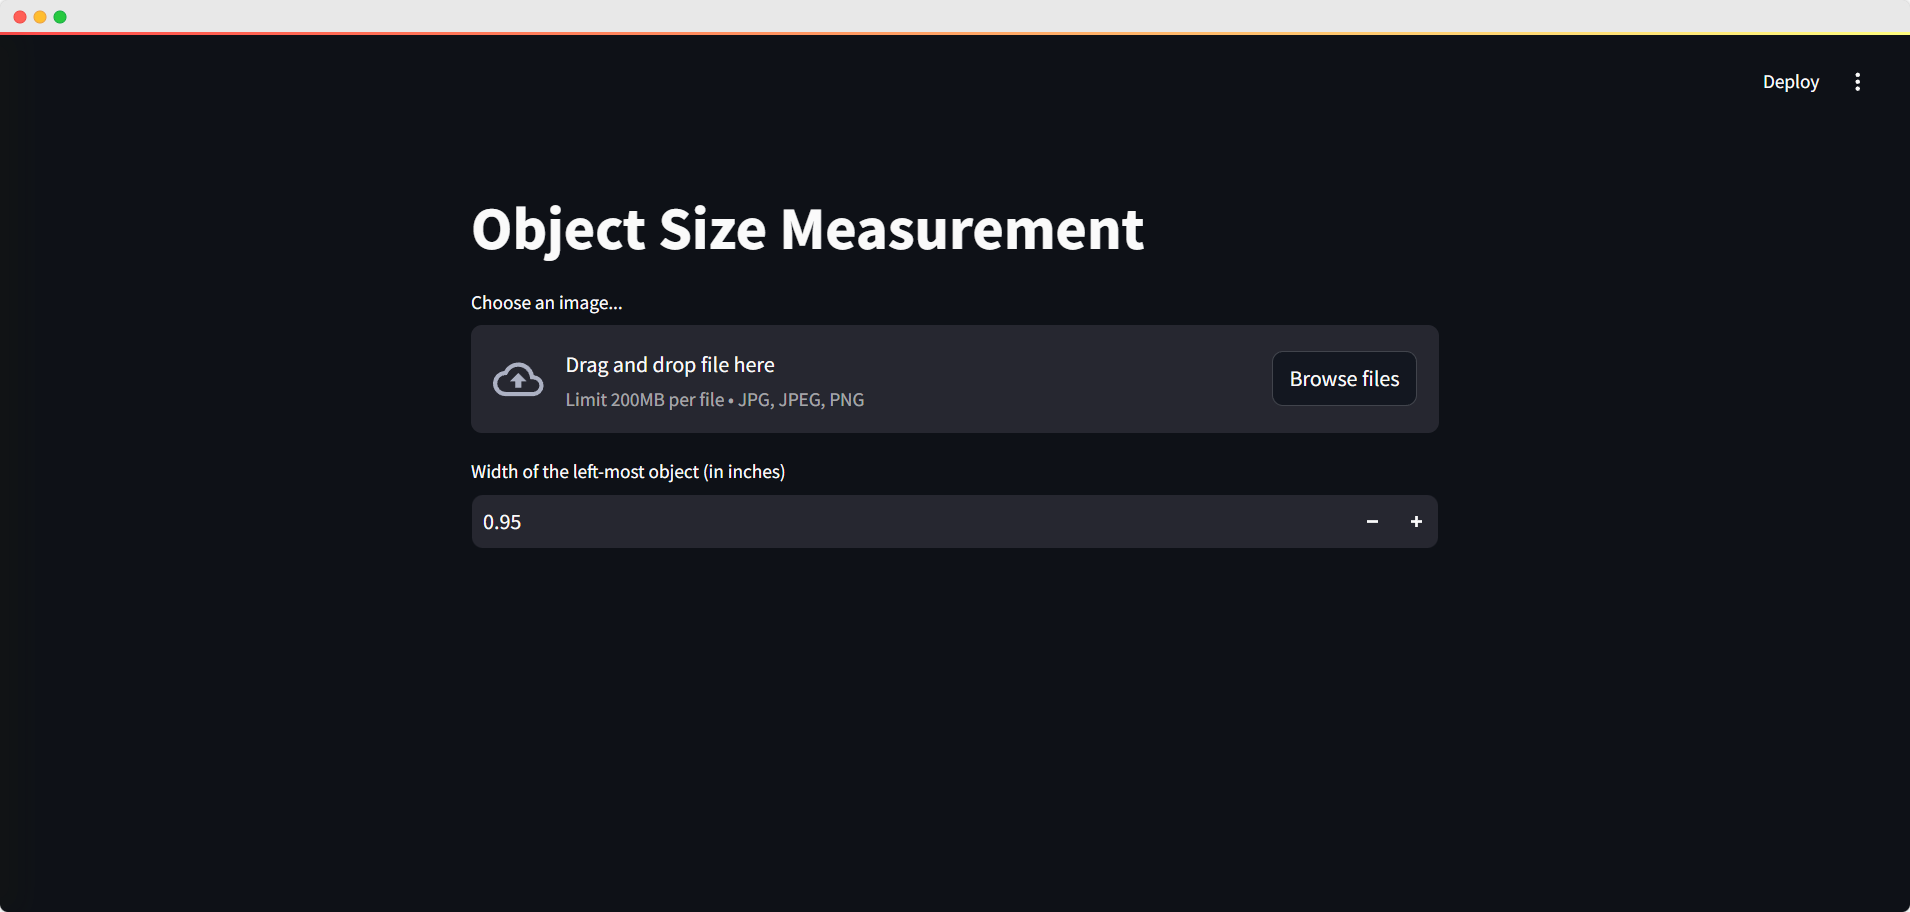 Deploy
Object Size Measurement
Choose an image...
Drag and drop file here
Browse files
Limit 200MB per file • JPG, JPEG, PNG
Width of the left-most object (in inches)
0.95